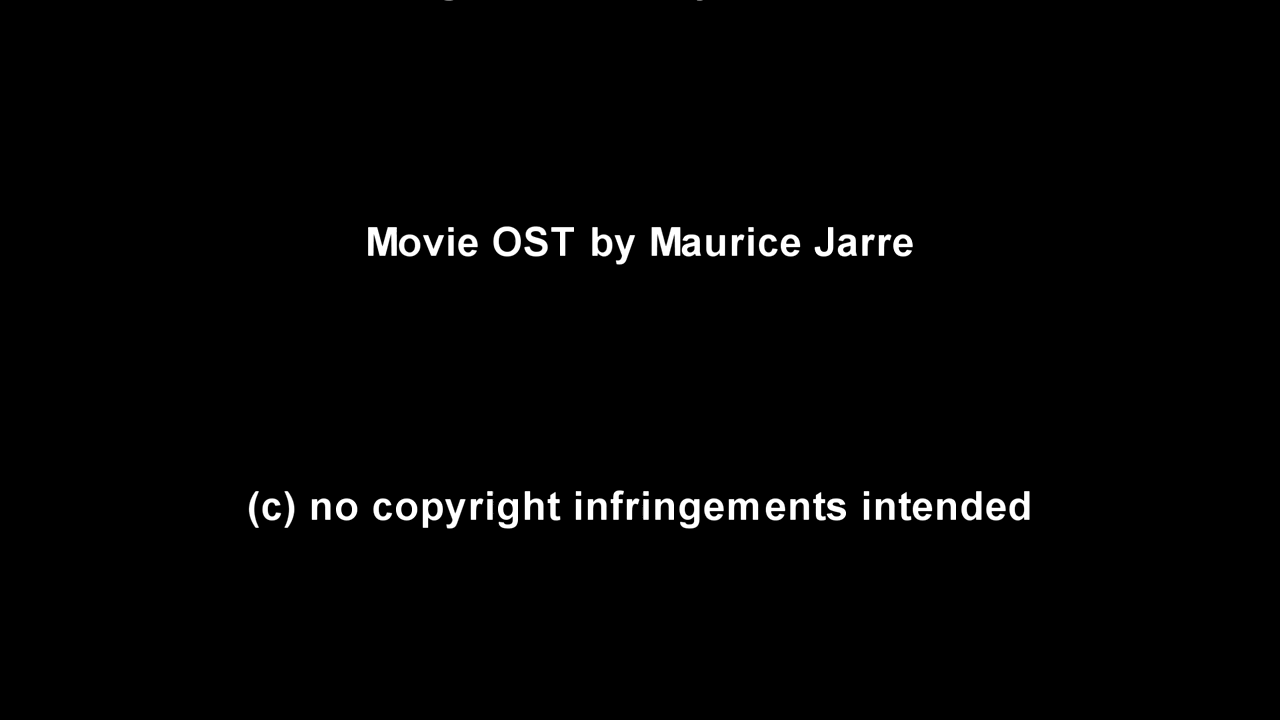 Movie OST by Maurice Jarre
(c) no copyright infringements intended